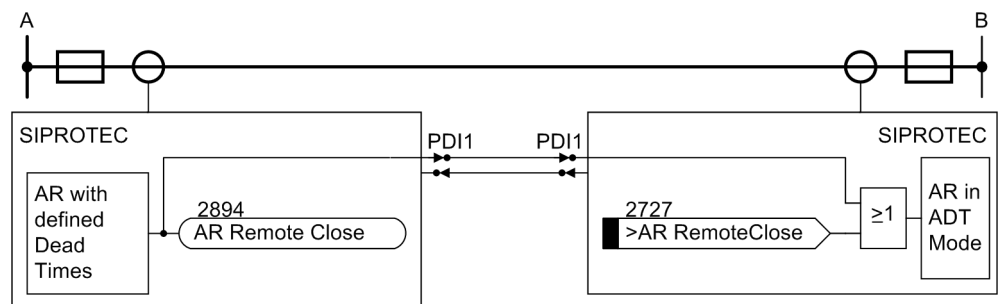 A
B
SIPROTEC
PDI1
PDI1
SIPROTEC
AR with
defined
Dead
Times
2894
AR Remote Close
2727
>AR RemoteClose
≥1
AR in
ADT
Mode